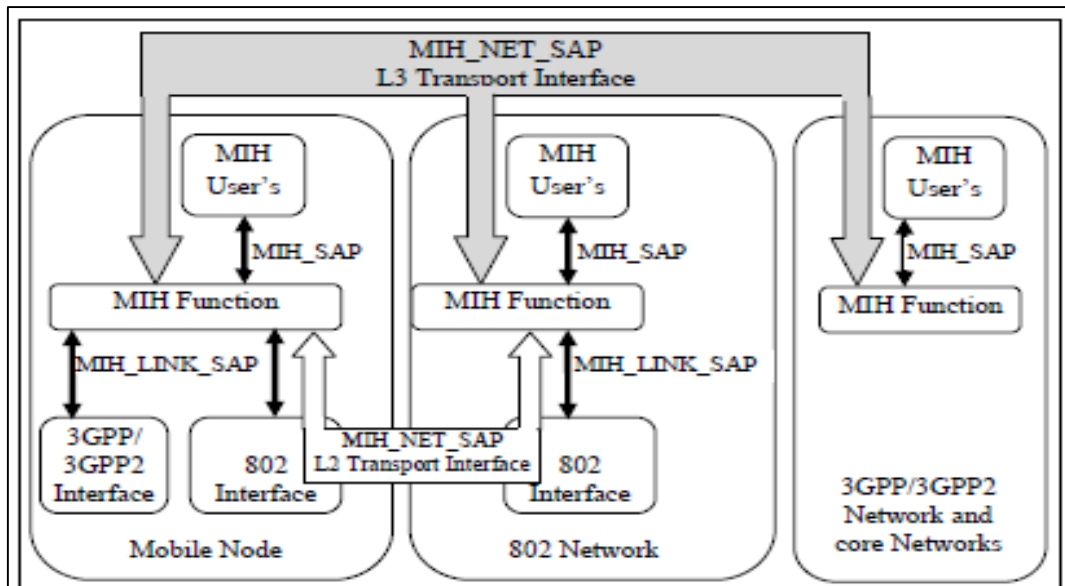 MIH_NET_SAP
L3 Transport Interface
MIH
User's
MIH
User's
MIH
User's
MIH_SAP
MIH_SAP
MIH_SAP
MIH Function
MIH Function
MIH Function
MIH_LINK_SAP
MIH_LINK_SAP
3GPP/
3GPP2
Interface
802
Interface
MIH_NET_SAP
L2 Transport Interface
802
Interface
Mobile Node
802 Network
3GPP/3GPP2
Network and
core Networks